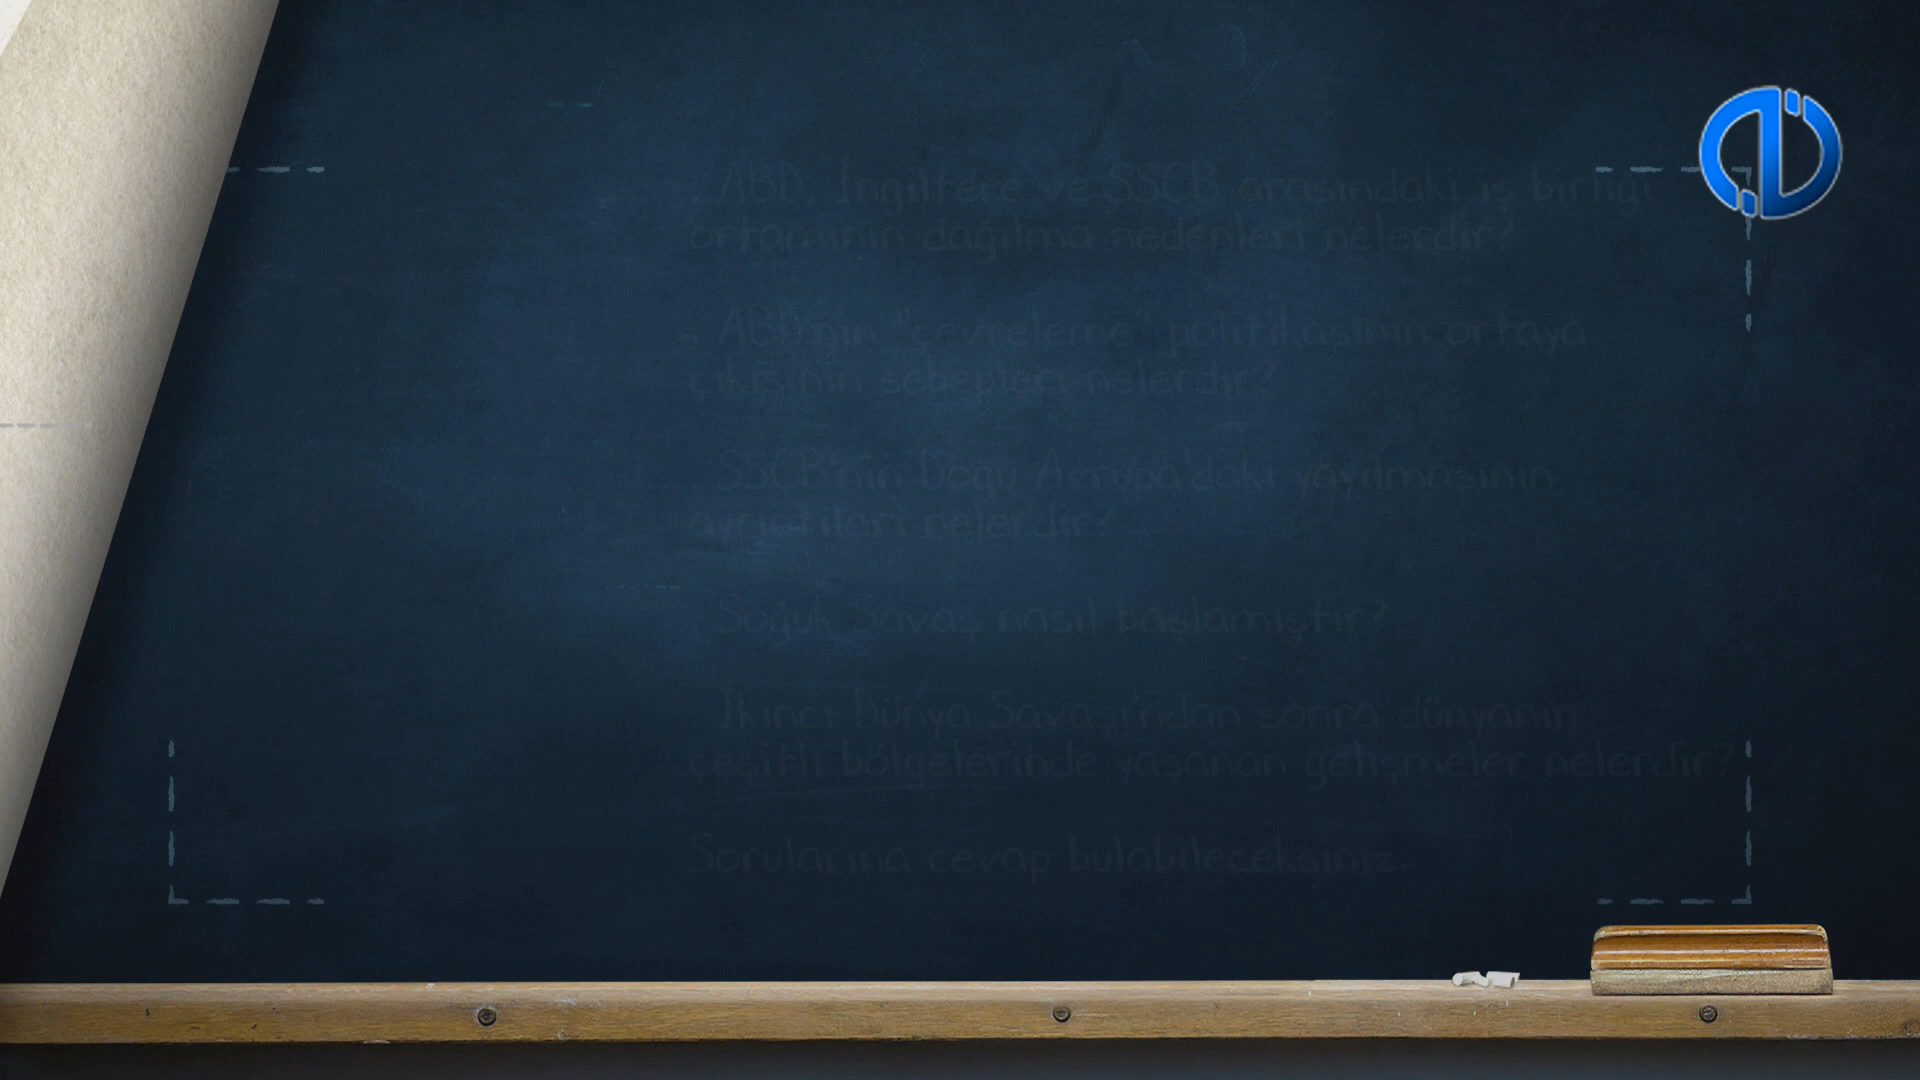 - ABD, İngiltere ve SSCB arasındaki iş birliği
ortamının dağılma nedenleri nelerdir?
- ABD'nin "çevreleme" politikasının ortaya
çıkışının sebepleri nelerdir?
- SSCB'nin Doğu Avrupa'daki yayılmasının
ayrıntıları nelerdir?
- Soğuk Savaş nasıl başlamıştır?
- İkinci Dünya Savaşı'ndan sonra dünyanın
çeşitli bölgelerinde yaşanan gelişmeler nelerdir?
Sorularına cevap bulabileceksiniz.